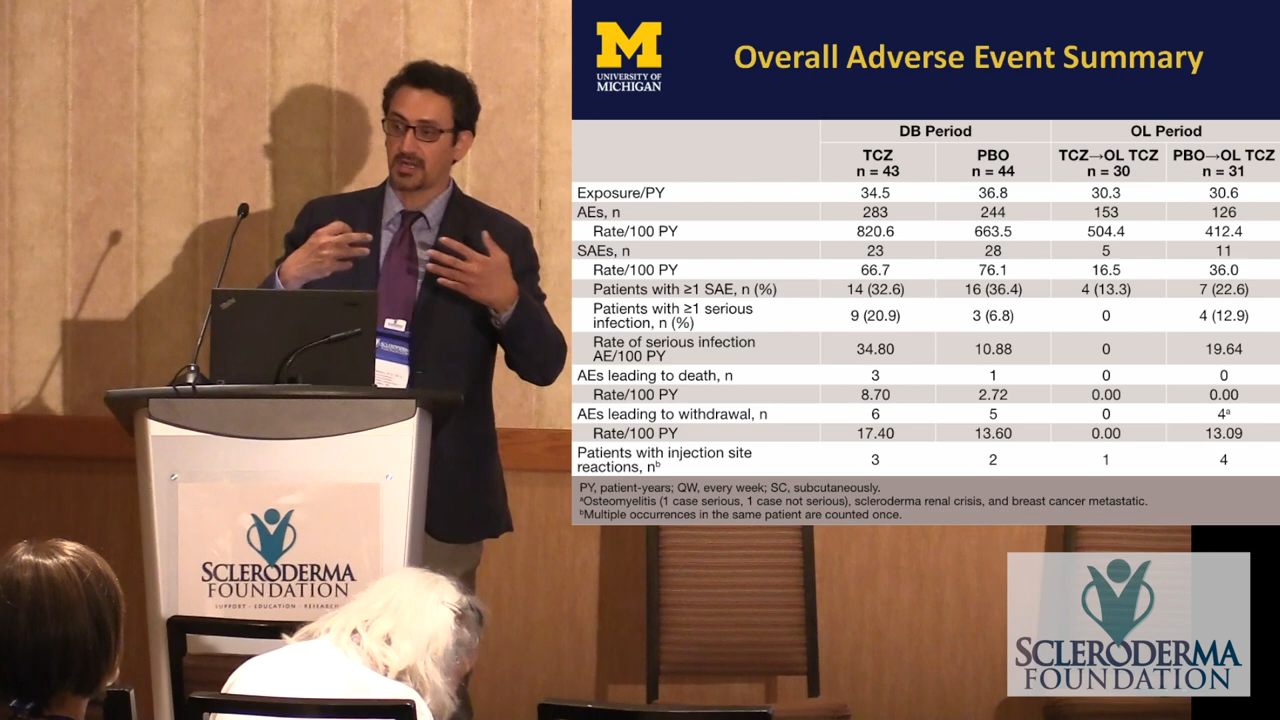 M
UNIVERSITY OF
MICHIGAN
Overall Adverse Event Summary
DB Period OL Period
TCZ PBO TCZ→OL TCZ PBO→OL TCZ
n = 43 n = 44 n = 30 n = 31
Exposure/PY 34.5 36.8 30.3 30.6
AEs, n 283 244 153 126
Rate/100 PY 820.6 663.5 504.4 412.4
SAEs, n 23 28 5 11
Rate/100 PY 66.7 76.1 16.5 36.0
Patients with ≥1 SAE, n (%) 14 (32.6) 16 (36.4) 4 (13.3) 7 (22.6)
Patients with ≥1 serious
infection, n (%) 9 (20.9) 3 (6.8) 0 4 (12.9)
Rate of serious infection
AE/100 PY 34.80 10.88 0 19.64
AEs leading to death, n 3 1 0 0
Rate/100 PY 8.70 2.72 0.00 0.00
AEs leading to withdrawal, n 6 5 0 4ᵃ
Rate/100 PY 17.40 13.60 0.00 13.09
Patients with injection site
reactions, nᵇ 3 2 1 4
PY, patient-years; QW, every week; SC, subcutaneously.
ᵃOsteomyelitis (1 case serious, 1 case not serious), scleroderma renal crisis, and breast cancer metastatic.
ᵇMultiple occurrences in the same patient are counted once.
ThinkPad
SCLERODERMA
FOUNDATION
SUPPORT · EDUCATION · RESEARCH
SCLERODERMA
FOUNDATION